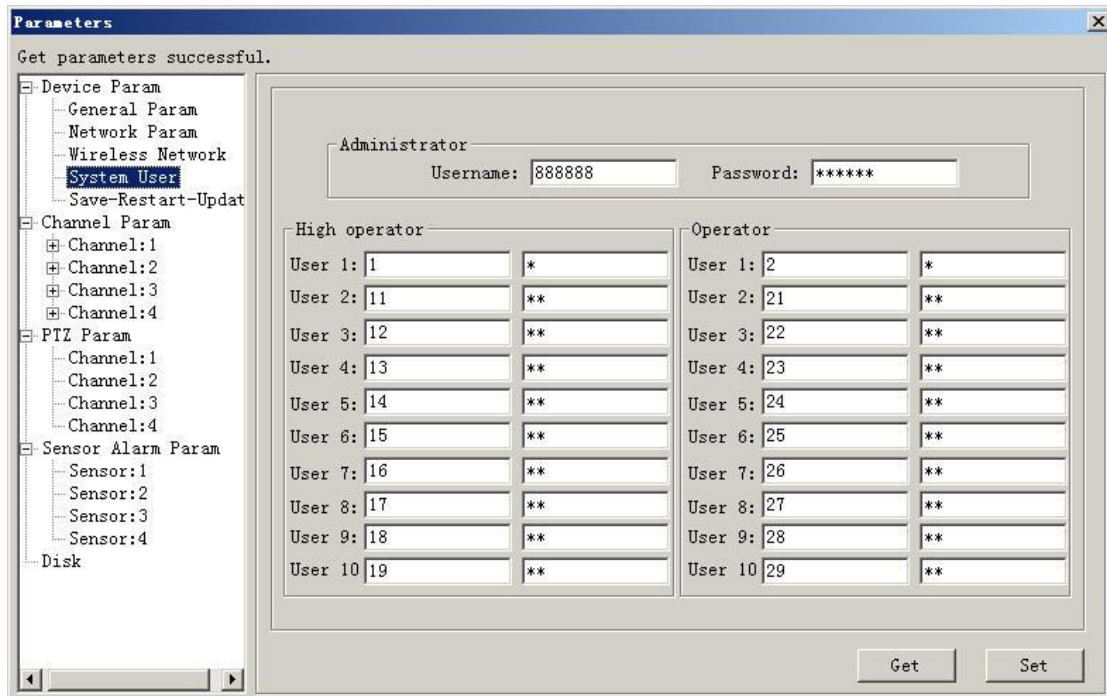 Parameters
Get parameters successful.
Device Param
General Param
Network Param
Wireless Network
System User
Save-Restart-Updat
Channel Param
Channel:1
Channel:2
Channel:3
Channel:4
PTZ Param
Channel:1
Channel:2
Channel:3
Channel:4
Sensor Alarm Param
Sensor:1
Sensor:2
Sensor:3
Sensor:4
Disk
Administrator
Username: 888888 Password: ******
High operator
User 1: 1 *
User 2: 11 **
User 3: 12 **
User 4: 13 **
User 5: 14 **
User 6: 15 **
User 7: 16 **
User 8: 17 **
User 9: 18 **
User 10 19 **
Operator
User 1: 2 *
User 2: 21 **
User 3: 22 **
User 4: 23 **
User 5: 24 **
User 6: 25 **
User 7: 26 **
User 8: 27 **
User 9: 28 **
User 10 29 **
Get Set